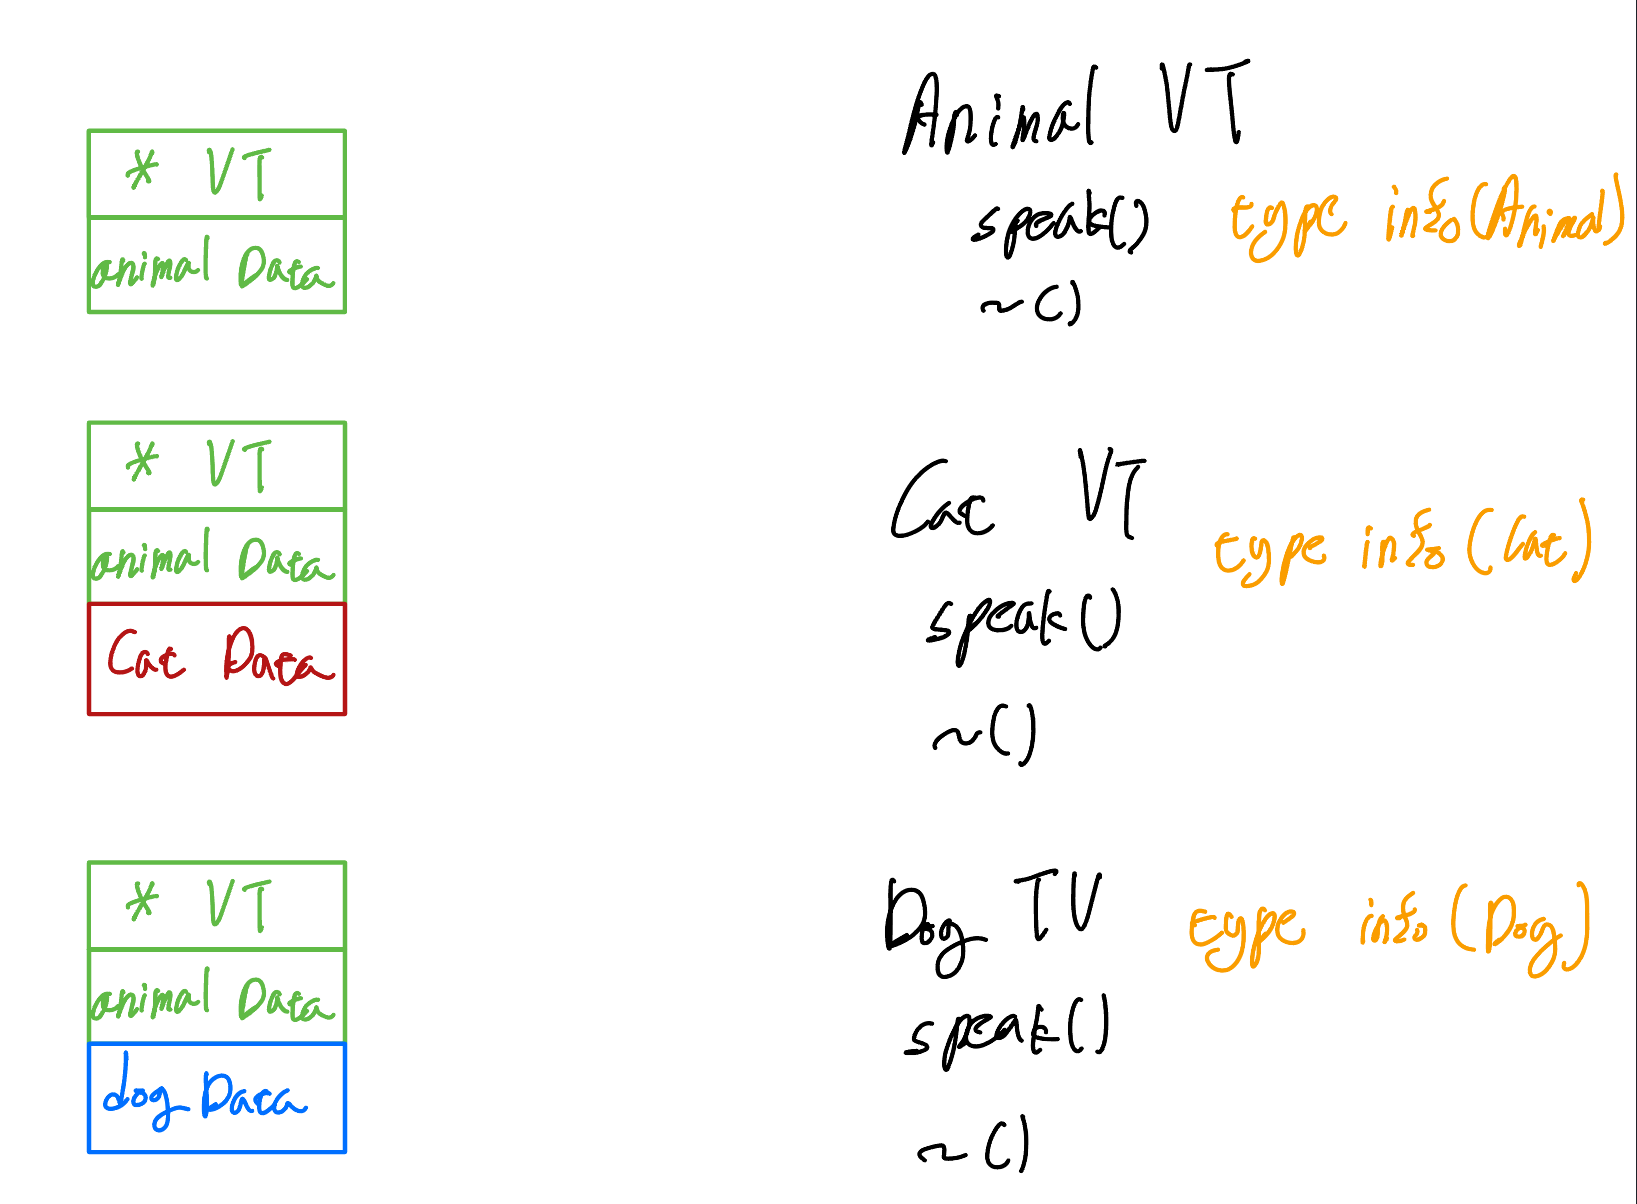 * VT
animal Data
Animal VT
speak() type info(Animal)
~()
* VT
animal Data
Cat Data
Cat VT
type info (Cat)
speak()
~()
* VT
animal Data
dog Data
Dog TV type info (Dog)
speak()
~()